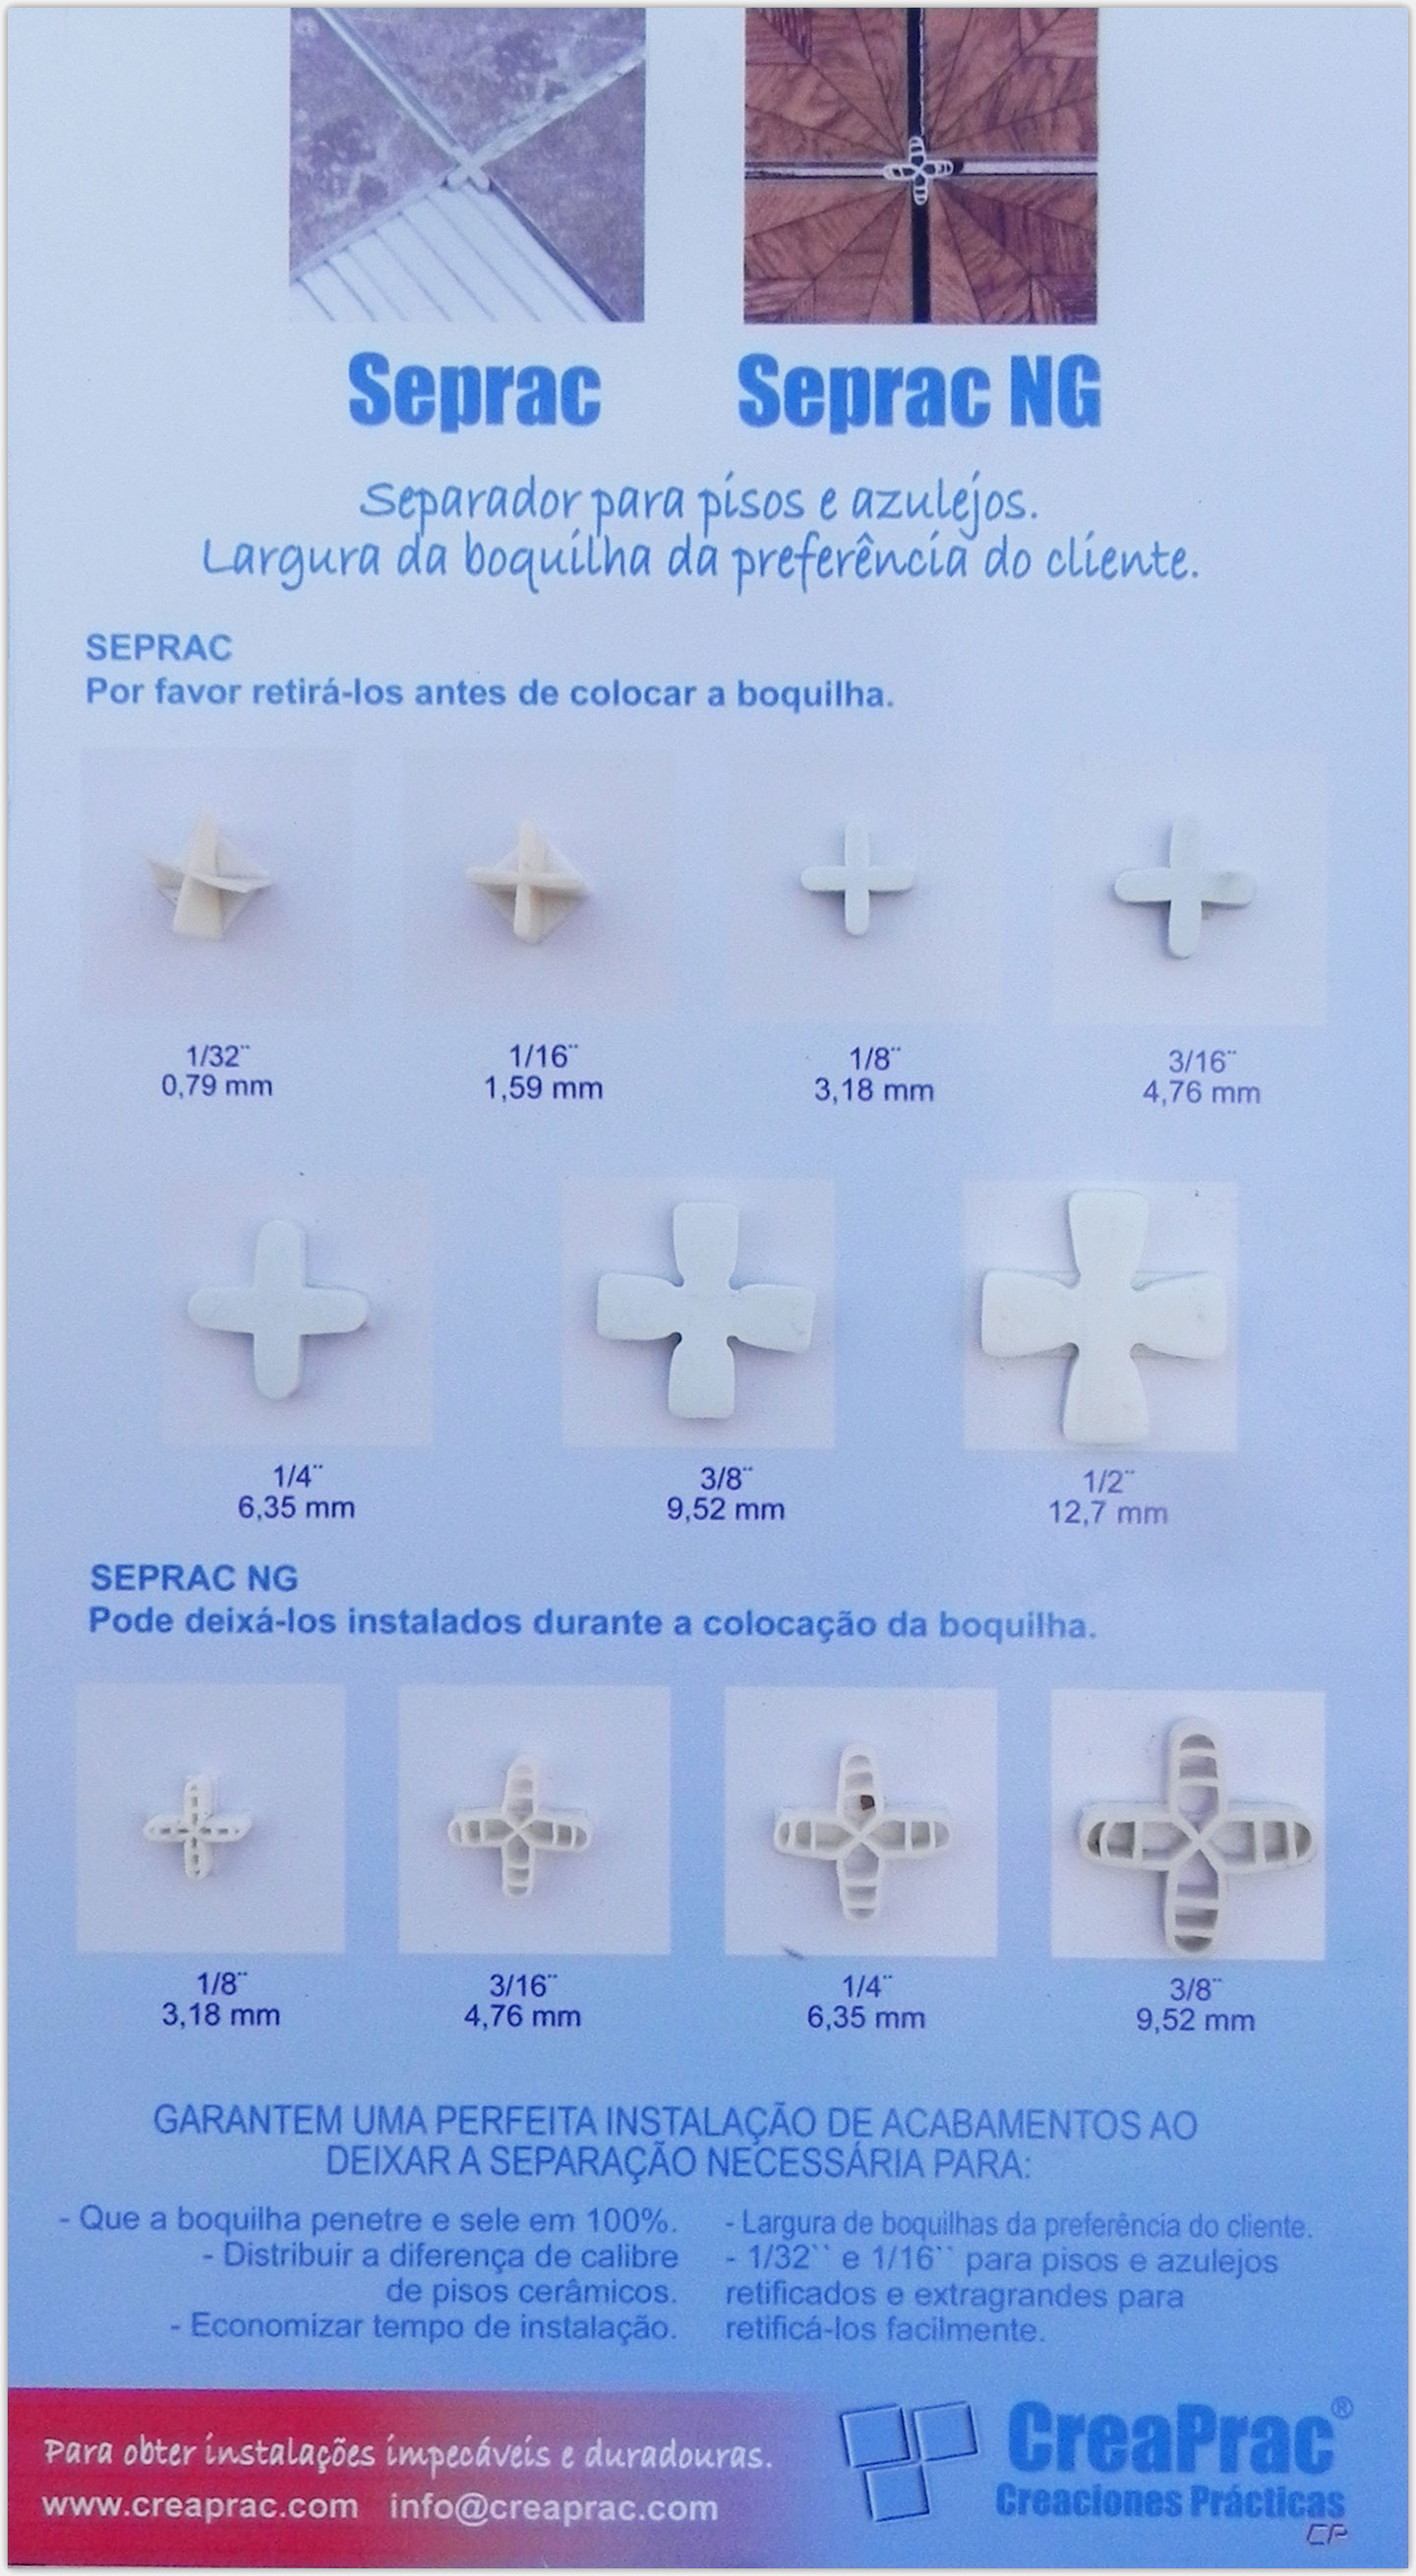 Seprac
Seprac NG
Separador para pisos e azulejos.
Largura da boquilha da preferência do cliente.
SEPRAC
Por favor retirá-los antes de colocar a boquilha.
1/32¨
0,79 mm
1/16¨
1,59 mm
1/8¨
3,18 mm
3/16¨
4,76 mm
1/4¨
6,35 mm
3/8¨
9,52 mm
1/2¨
12,7 mm
SEPRAC NG
Pode deixá-los instalados durante a colocação da boquilha.
1/8¨
3,18 mm
3/16¨
4,76 mm
1/4¨
6,35 mm
3/8¨
9,52 mm
GARANTEM UMA PERFEITA INSTALAÇÃO DE ACABAMENTOS AO
DEIXAR A SEPARAÇÃO NECESSÁRIA PARA:
- Que a boquilha penetre e sele em 100%.
- Distribuir a diferença de calibre
de pisos cerâmicos.
- Economizar tempo de instalação.
- Largura de boquilhas da preferência do cliente.
- 1/32`` e 1/16`` para pisos e azulejos
retificados e extragrandes para
retificá-los facilmente.
Para obter instalações impecáveis e duradouras.
www.creaprac.com info@creaprac.com
CreaPrac®
Creaciones Prácticas
CP